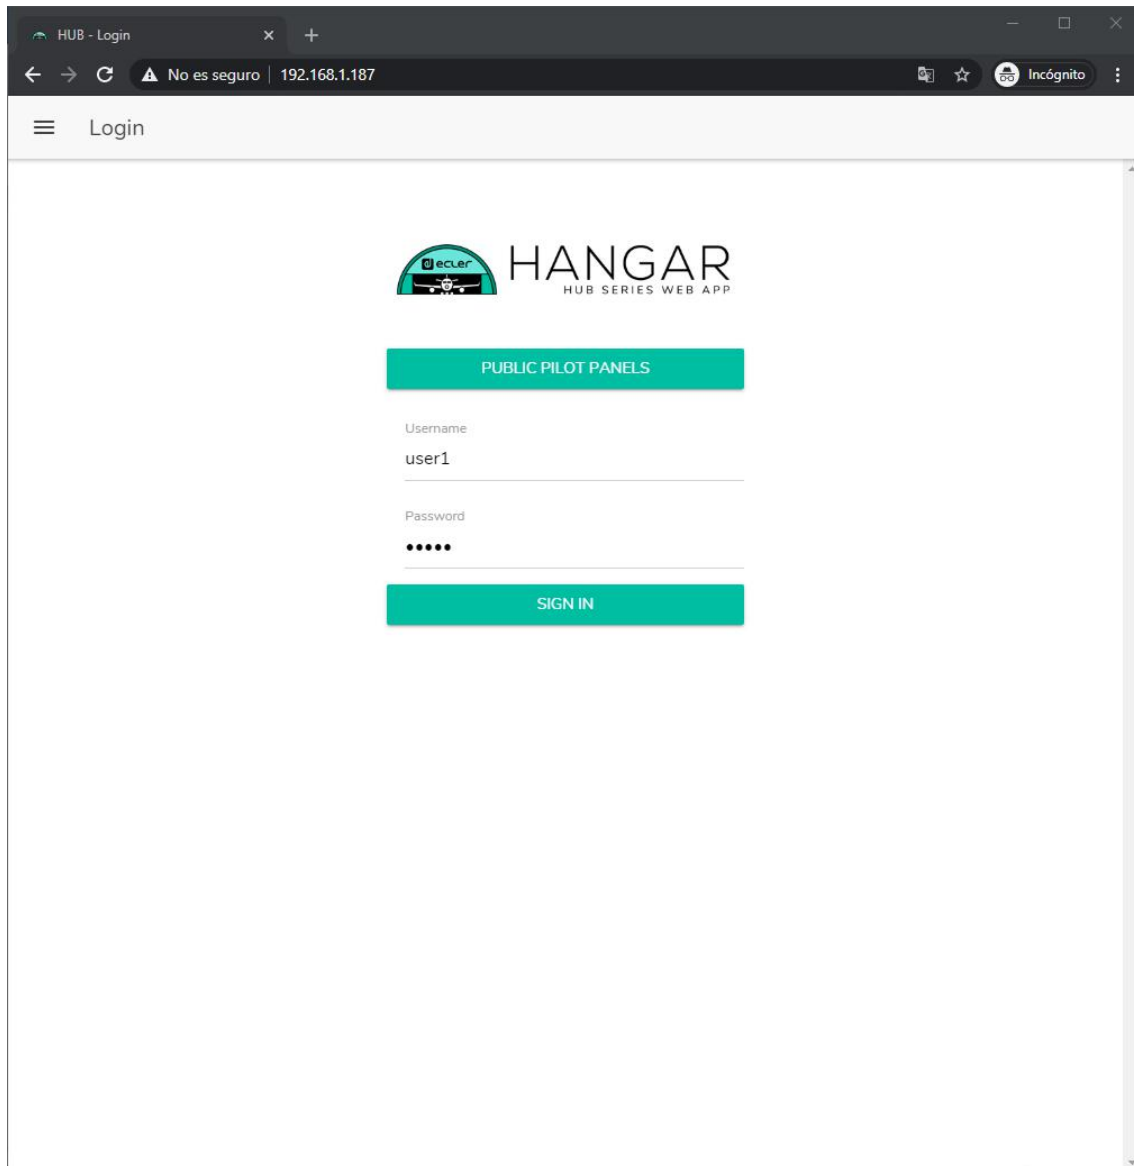 HUB - Login
No es seguro | 192.168.1.187
Incógnito
Login
ecler
HANGAR
HUB SERIES WEB APP
PUBLIC PILOT PANELS
Username
user1
Password
•••••
SIGN IN